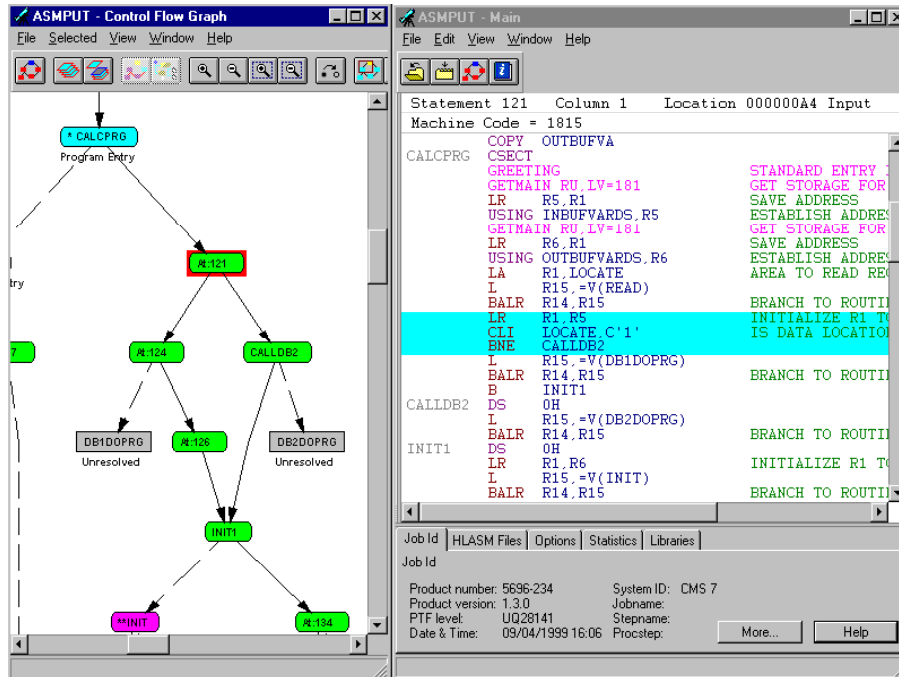 ASMPUT - Control Flow Graph
File Selected View Window Help
* CALCPRG
Program Entry
At:121
try
7
At:124
CALLDB2
DB1DOPRG
Unresolved
At:126
DB2DOPRG
Unresolved
INIT1
**INIT
At:134
ASMPUT - Main
File Edit View Window Help
Statement 121 Column 1 Location 000000A4 Input
Machine Code = 1815
COPY OUTBUFVA
CALCPRG CSECT
GREETING STANDARD ENTRY
GETMAIN RU,LV=181 GET STORAGE FOR
LR R5,R1 SAVE ADDRESS
USING INBUFVARDS,R5 ESTABLISH ADDRE
GETMAIN RU,LV=181 GET STORAGE FOR
LR R6,R1 SAVE ADDRESS
USING OUTBUFVARDS,R6 ESTABLISH ADDRE
LA R1,LOCATE AREA TO READ REC
L R15,=V(READ)
BALR R14,R15 BRANCH TO ROUTI
LR R1,R5 INITIALIZE R1 TO
CLI LOCATE,C'1' IS DATA LOCATION
BNE CALLDB2
L R15,=V(DB1DOPRG)
BALR R14,R15 BRANCH TO ROUTI
B INIT1
CALLDB2 DS 0H
L R15,=V(DB2DOPRG)
BALR R14,R15 BRANCH TO ROUTI
INIT1 DS 0H
LR R1,R6 INITIALIZE R1 TO
L R15,=V(INIT)
BALR R14,R15 BRANCH TO ROUTI
Job Id HLASM Files Options Statistics Libraries
Job Id
Product number: 5696-234 System ID: CMS 7
Product version: 1.3.0 Jobname:
PTF level: UQ28141 Stepname:
Date & Time: 09/04/1999 16:06 Procstep:
More... Help